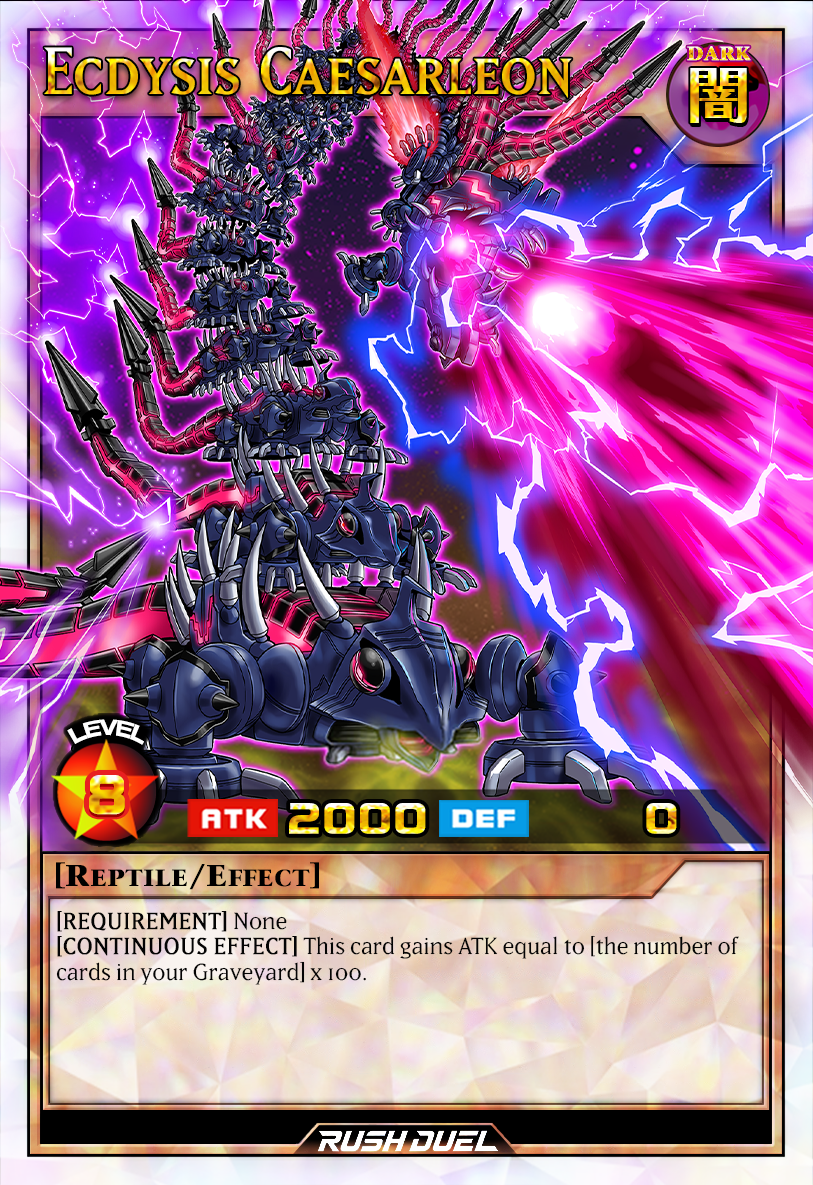 Ecdysis Caesarleon
DARK
闇
LEVEL
8
ATK 2000 DEF 0
[Reptile/Effect]
[REQUIREMENT] None
[CONTINUOUS EFFECT] This card gains ATK equal to [the number of
cards in your Graveyard] x 100.
RUSH DUEL